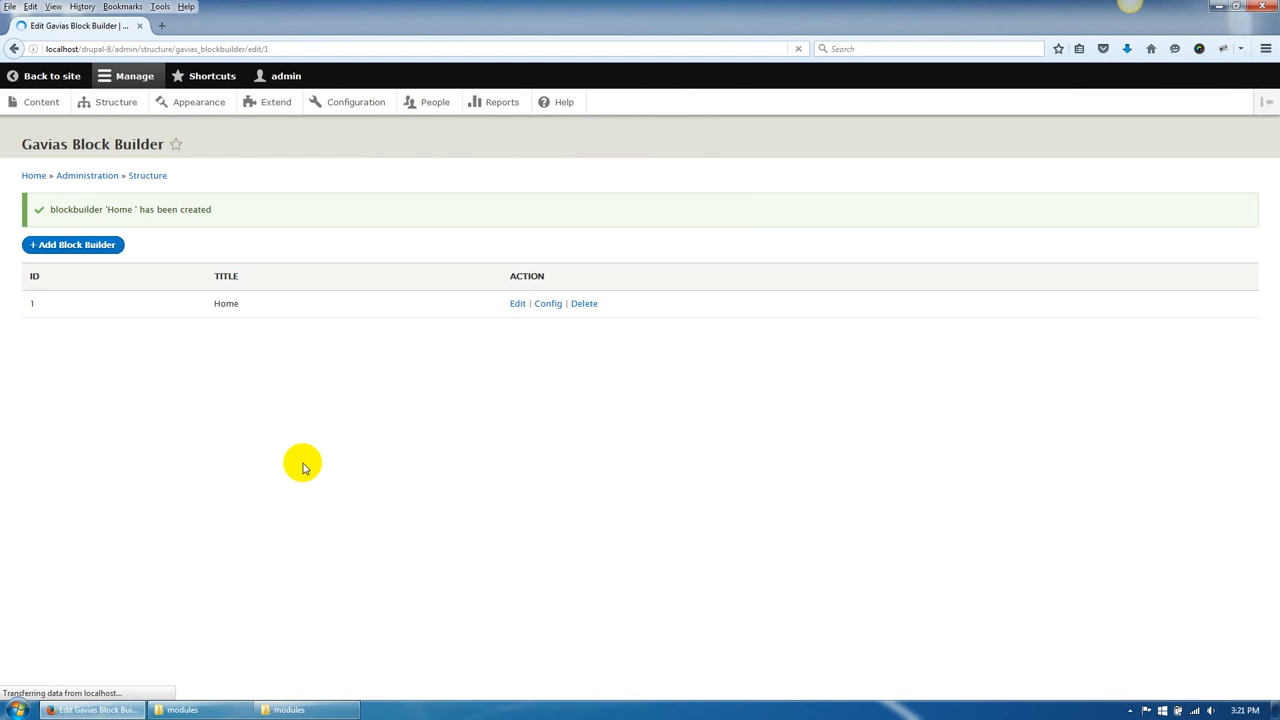 File Edit View History Bookmarks Tools Help
Edit Gavias Block Builder | ...
localhost/drupal-8/admin/structure/gavias_blockbuilder/edit/1
Search
Back to site Manage Shortcuts admin
Content Structure Appearance Extend Configuration People Reports Help
Gavias Block Builder
Home » Administration » Structure
blockbuilder 'Home ' has been created
+ Add Block Builder
ID TITLE ACTION
1 Home Edit | Config | Delete
Transferring data from localhost...
Edit Gavias Block Bui... modules modules 3:21 PM